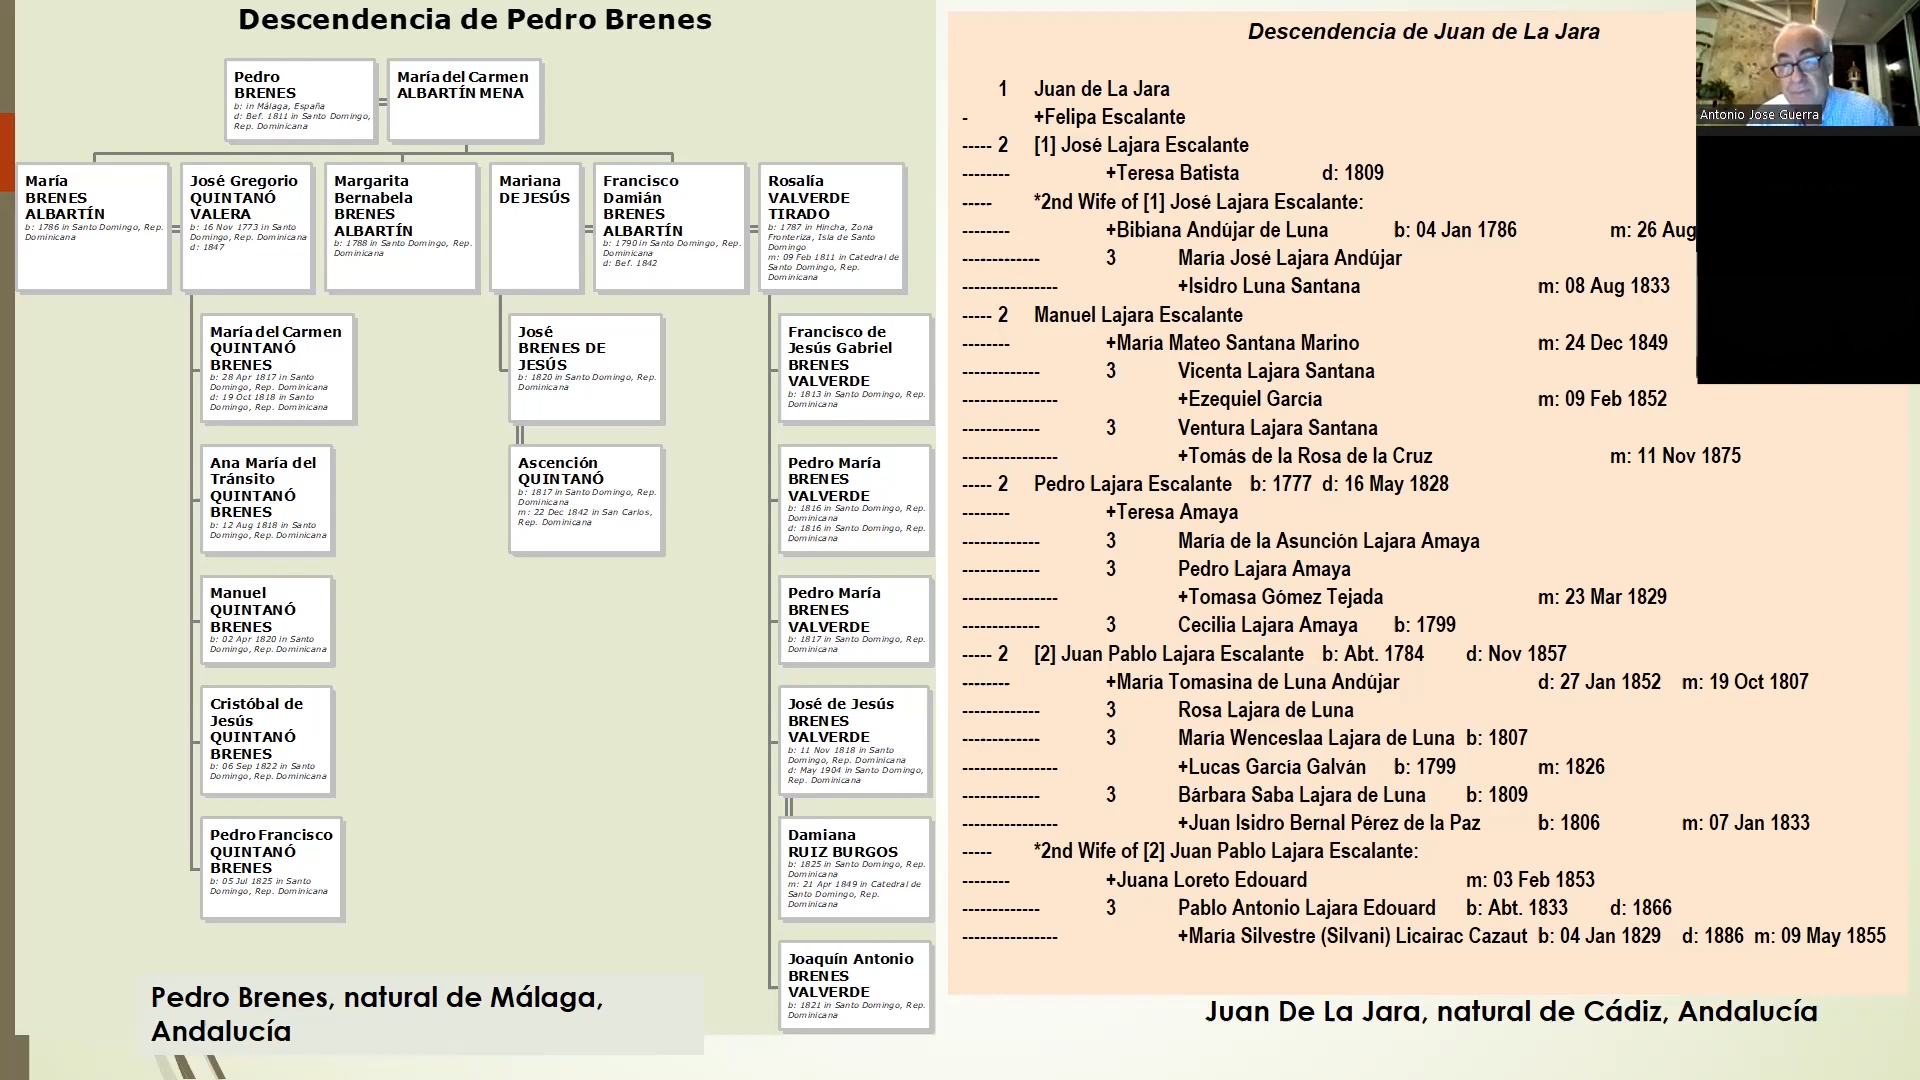 Descendencia de Pedro Brenes
Pedro
BRENES
b: in Málaga, España
d: Bef. 1811 in Santo Domingo,
Rep. Dominicana
María del Carmen
ALBARTÍN MENA
María
BRENES
ALBARTÍN
b: 1786 in Santo Domingo, Rep.
Dominicana
José Gregorio
QUINTANÓ
VALERA
b: 16 Nov 1773 in Santo
Domingo, Rep. Dominicana
d: 1847
Margarita
Bernabela
BRENES
ALBARTÍN
b: 1788 in Santo Domingo, Rep.
Dominicana
Mariana
DE JESÚS
Francisco
Damián
BRENES
ALBARTÍN
b: 1790 in Santo Domingo, Rep.
Dominicana
d: Bef. 1842
Rosalía
VALVERDE
TIRADO
b: 1787 in Hincha, Zona
Fronteriza, Isla de Santo
Domingo
m: 09 Feb 1811 in Catedral de
Santo Domingo, Rep.
Dominicana
María del Carmen
QUINTANÓ
BRENES
b: 28 Apr 1817 in Santo
Domingo, Rep. Dominicana
d: 19 Oct 1818 in Santo
Domingo, Rep. Dominicana
Ana María del
Tránsito
QUINTANÓ
BRENES
b: 12 Aug 1818 in Santo
Domingo, Rep. Dominicana
Manuel
QUINTANÓ
BRENES
b: 02 Apr 1820 in Santo
Domingo, Rep. Dominicana
Cristóbal de
Jesús
QUINTANÓ
BRENES
b: 06 Sep 1822 in Santo
Domingo, Rep. Dominicana
Pedro Francisco
QUINTANÓ
BRENES
b: 05 Jul 1825 in Santo
Domingo, Rep. Dominicana
José
BRENES DE
JESÚS
b: 1820 in Santo Domingo, Rep.
Dominicana
Ascención
QUINTANÓ
b: 1817 in Santo Domingo, Rep.
Dominicana
m: 22 Dec 1842 in San Carlos,
Rep. Dominicana
Francisco de
Jesús Gabriel
BRENES
VALVERDE
b: 1813 in Santo Domingo, Rep.
Dominicana
Pedro María
BRENES
VALVERDE
b: 1816 in Santo Domingo, Rep.
Dominicana
d: 1816 in Santo Domingo, Rep.
Dominicana
Pedro María
BRENES
VALVERDE
b: 1817 in Santo Domingo, Rep.
Dominicana
José de Jesús
BRENES
VALVERDE
b: 11 Nov 1818 in Santo
Domingo, Rep. Dominicana
d: May 1904 in Santo Domingo,
Rep. Dominicana
Damiana
RUIZ BURGOS
b: 1825 in Santo Domingo, Rep.
Dominicana
m: 21 Apr 1849 in Catedral de
Santo Domingo, Rep.
Dominicana
Joaquín Antonio
BRENES
VALVERDE
b: 1821 in Santo Domingo, Rep.
Dominicana
Pedro Brenes, natural de Málaga,
Andalucía
Descendencia de Juan de La Jara
1 Juan de La Jara
- +Felipa Escalante
----- 2 [1] José Lajara Escalante
-------- +Teresa Batista d: 1809
----- *2nd Wife of [1] José Lajara Escalante:
-------- +Bibiana Andújar de Luna b: 04 Jan 1786 m: 26 Aug
------------- 3 María José Lajara Andújar
---------------- +Isidro Luna Santana m: 08 Aug 1833
----- 2 Manuel Lajara Escalante
-------- +María Mateo Santana Marino m: 24 Dec 1849
------------- 3 Vicenta Lajara Santana
---------------- +Ezequiel García m: 09 Feb 1852
------------- 3 Ventura Lajara Santana
---------------- +Tomás de la Rosa de la Cruz m: 11 Nov 1875
----- 2 Pedro Lajara Escalante b: 1777 d: 16 May 1828
-------- +Teresa Amaya
------------- 3 María de la Asunción Lajara Amaya
------------- 3 Pedro Lajara Amaya
---------------- +Tomasa Gómez Tejada m: 23 Mar 1829
------------- 3 Cecilia Lajara Amaya b: 1799
----- 2 [2] Juan Pablo Lajara Escalante b: Abt. 1784 d: Nov 1857
-------- +María Tomasina de Luna Andújar d: 27 Jan 1852 m: 19 Oct 1807
------------- 3 Rosa Lajara de Luna
------------- 3 María Wenceslaa Lajara de Luna b: 1807
---------------- +Lucas García Galván b: 1799 m: 1826
------------- 3 Bárbara Saba Lajara de Luna b: 1809
---------------- +Juan Isidro Bernal Pérez de la Paz b: 1806 m: 07 Jan 1833
----- *2nd Wife of [2] Juan Pablo Lajara Escalante:
-------- +Juana Loreto Edouard m: 03 Feb 1853
------------- 3 Pablo Antonio Lajara Edouard b: Abt. 1833 d: 1866
---------------- +María Silvestre (Silvani) Licairac Cazaut b: 04 Jan 1829 d: 1886 m: 09 May 1855
Juan De La Jara, natural de Cádiz, Andalucía
Antonio Jose Guerra